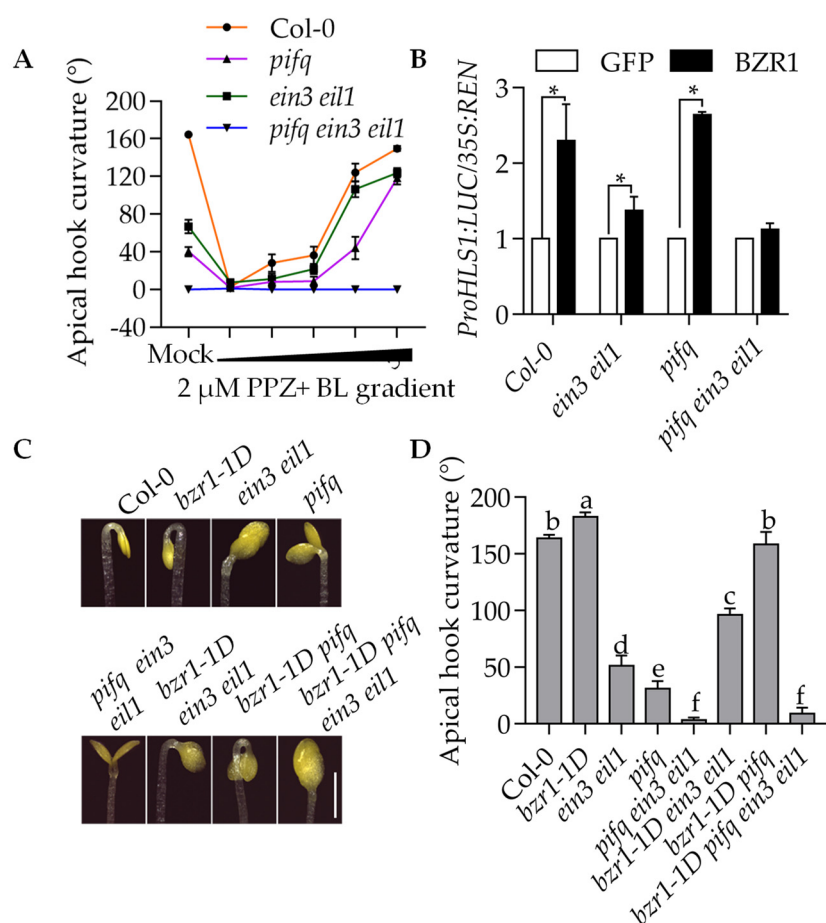 A
Col-0
pifq
ein3 eil1
pifq ein3 eil1
Apical hook curvature (°)
200
160
120
80
40
0
-40
Mock
2 μM PPZ+ BL gradient
B
GFP
BZR1
ProHLS1:LUC/35S:REN
3
2
1
0
*
*
*
Col-0
ein3 eil1
pifq
pifq ein3 eil1
C
Col-0
bzr1-1D
ein3 eil1
pifq
pifq ein3
eil1
bzr1-1D
ein3 eil1
bzr1-1D pifq
bzr1-1D pifq
ein3 eil1
D
Apical hook curvature (°)
200
150
100
50
0
b
a
d
e
f
c
b
f
Col-0
bzr1-1D
ein3 eil1
pifq
pifq ein3 eil1
bzr1-1D ein3 eil1
bzr1-1D pifq
bzr1-1D pifq ein3 eil1